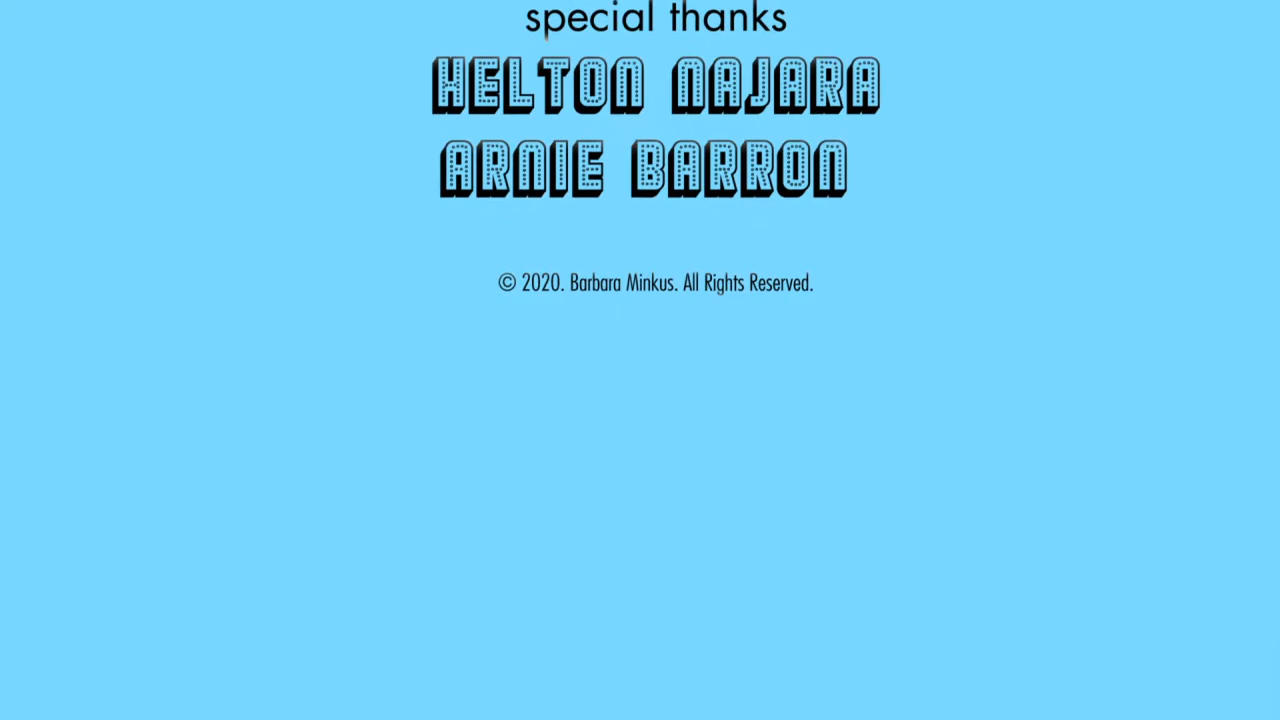 special thanks
HELTON NAJARA
ARNIE BARRON
© 2020. Barbara Minkus. All Rights Reserved.